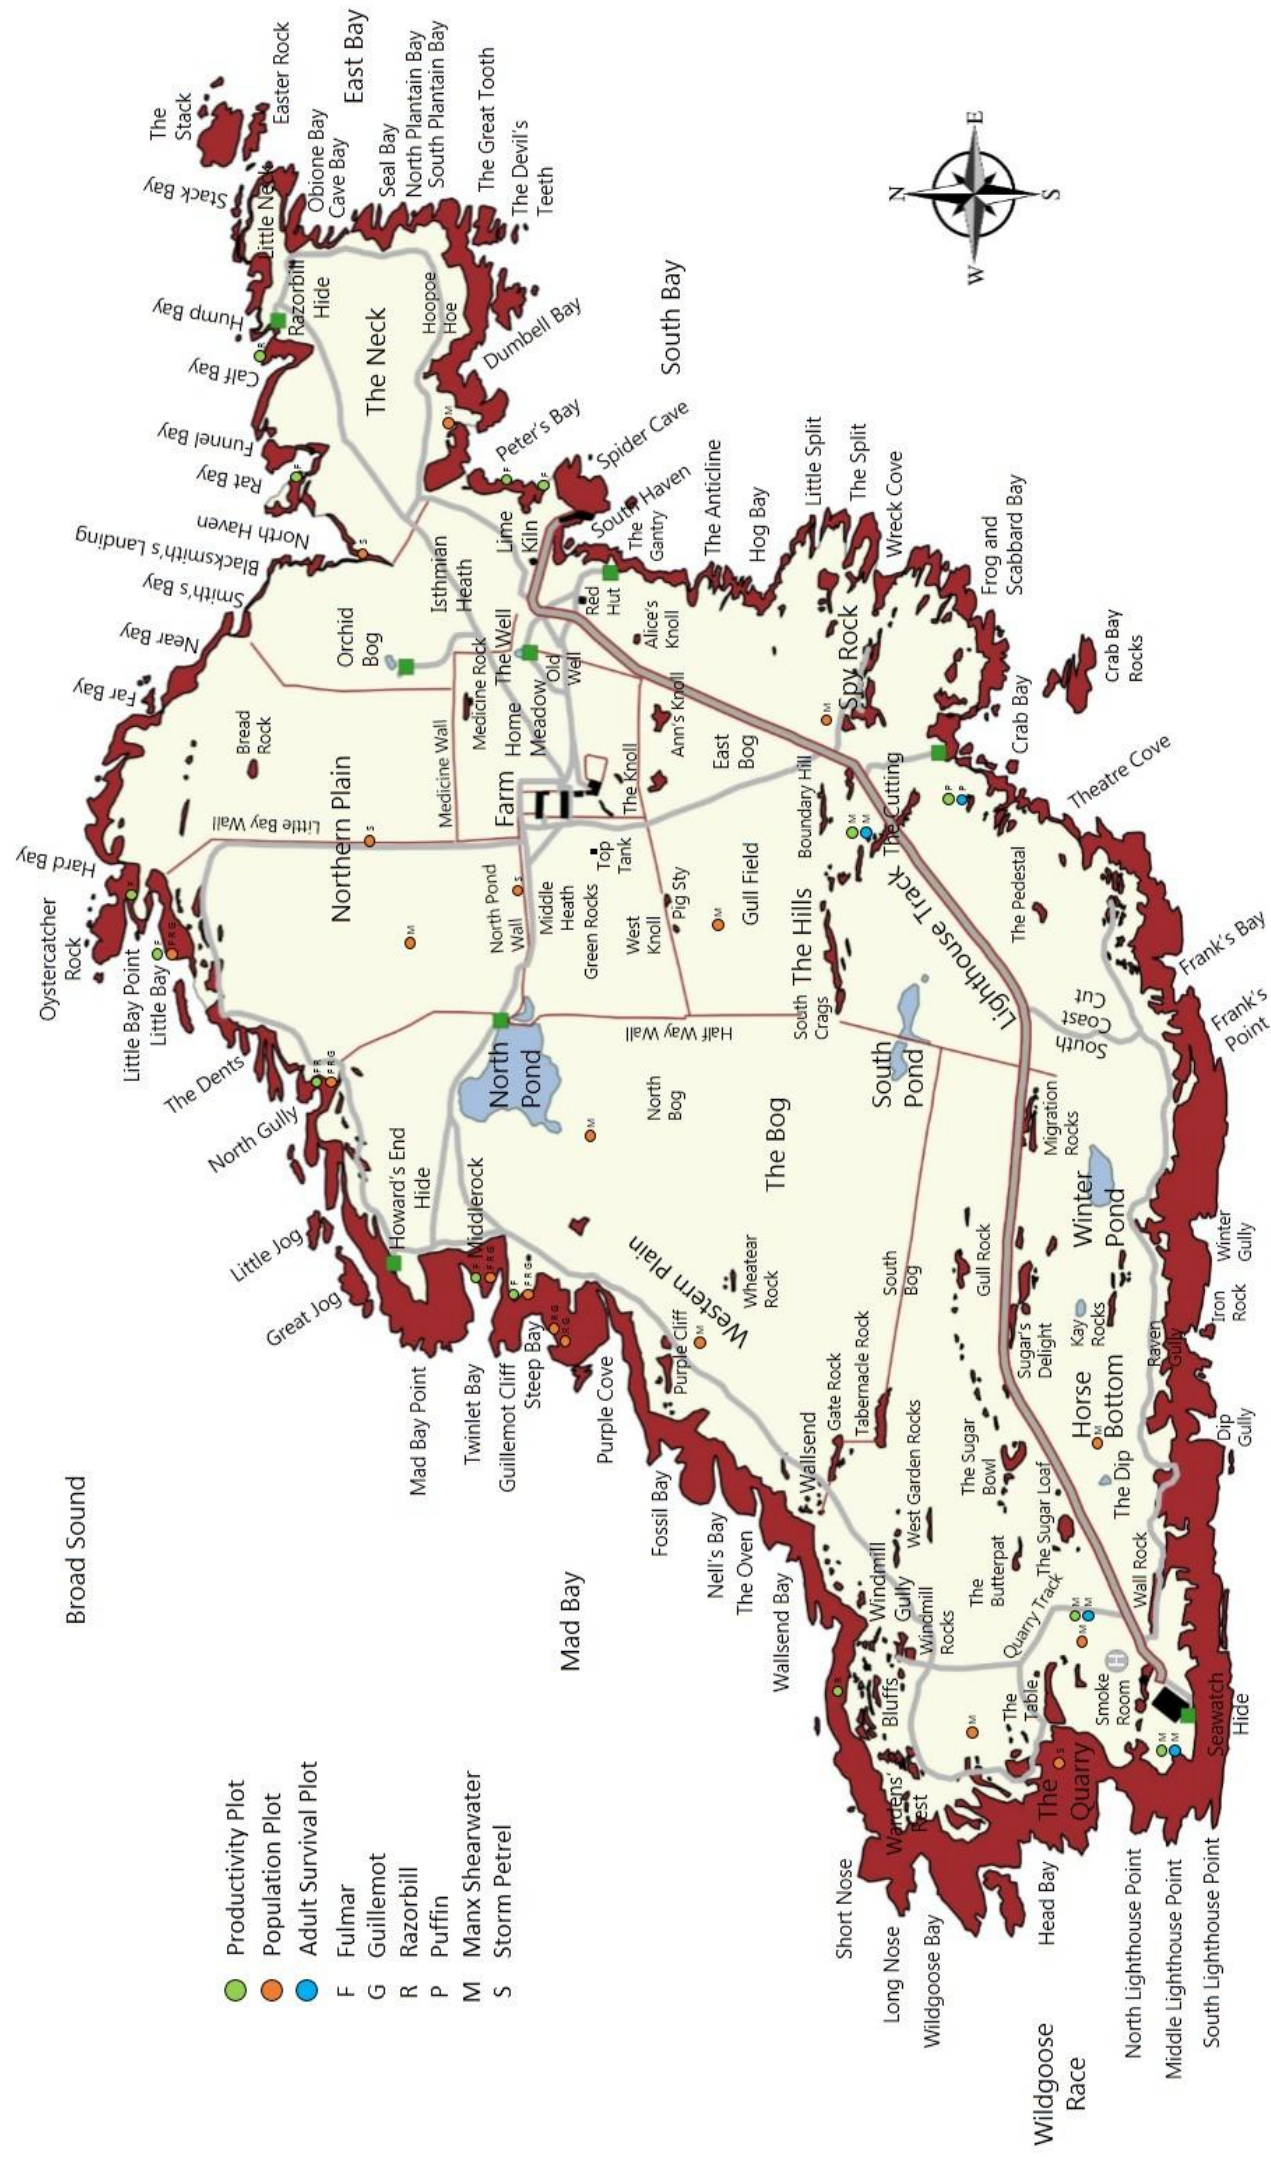 Broad Sound
Productivity Plot
Population Plot
Adult Survival Plot
F Fulmar
G Guillemot
R Razorbill
P Puffin
M Manx Shearwater
S Storm Petrel
Oystercatcher
Rock
Hard Bay
Far Bay
Near Bay
Smith's Bay
Blacksmith's Landing
North Haven
Rat Bay
Funnel Bay
Calf Bay
Hump Bay
Stack Bay
The
Stack
Easter Rock
Little Neck
Obione Bay
Cave Bay
East Bay
Seal Bay
North Plantain Bay
South Plantain Bay
The Great Tooth
The Devil's
Teeth
Razorbill
Hide
The Neck
Hoopoe
Hoe
Dumbell Bay
South Bay
Peter's Bay
Spider Cave
South Haven
The
Gantry
The Anticline
Hog Bay
Little Split
The Split
Wreck Cove
Frog and
Scabbard Bay
Crab Bay
Rocks
Crab Bay
Theatre Cove
N
E
S
W
Little Bay Point
Little Bay
The Dents
North Gully
Little Jog
Great Jog
Howard's End
Hide
Mad Bay Point
Middlerock
Twinlet Bay
Guillemot Cliff
Steep Bay
Purple Cove
Mad Bay
Fossil Bay
Nell's Bay
The Oven
Wallsend Bay
Little Bay Wall
Bread
Rock
Northern Plain
Orchid
Bog
Isthmian
Heath
Lime
Kiln
Medicine Wall
Medicine Rock
The Well
Home
Meadow
Old
Well
Red
Hut
Alice's
Knoll
Ann's Knoll
Farm
The Knoll
East
Bog
Spy Rock
Boundary Hill
The Cutting
North Pond
Wall
Middle
Heath
Green Rocks
Top
Tank
West
Knoll
Pig Sty
Gull Field
The Hills
South
Crags
Lighthouse Track
The Pedestal
Frank's Bay
Frank's
Point
South
Coast
Cut
North
Pond
Half Way Wall
North
Bog
The Bog
South
Pond
Migration
Rocks
Winter
Pond
Winter
Gully
Iron
Rock
Western Plain
Wheatear
Rock
Purple Cliff
South
Bog
Gull Rock
Sugar's
Delight
Kay
Rocks
Raven
Gully
Horse
Bottom
Dip
Gully
The Dip
Gate Rock
Tabernacle Rock
Wallsend
West Garden Rocks
The Sugar
Bowl
The Sugar Loaf
The
Butterpat
Windmill
Gully
Windmill
Rocks
Quarry Track
Wall Rock
Bluffs
The
Table
Smoke
Room
H
Seawatch
Hide
Wardens'
Rest
The
Quarry
Short Nose
Long Nose
Wildgoose Bay
Head Bay
Wildgoose
Race
North Lighthouse Point
Middle Lighthouse Point
South Lighthouse Point